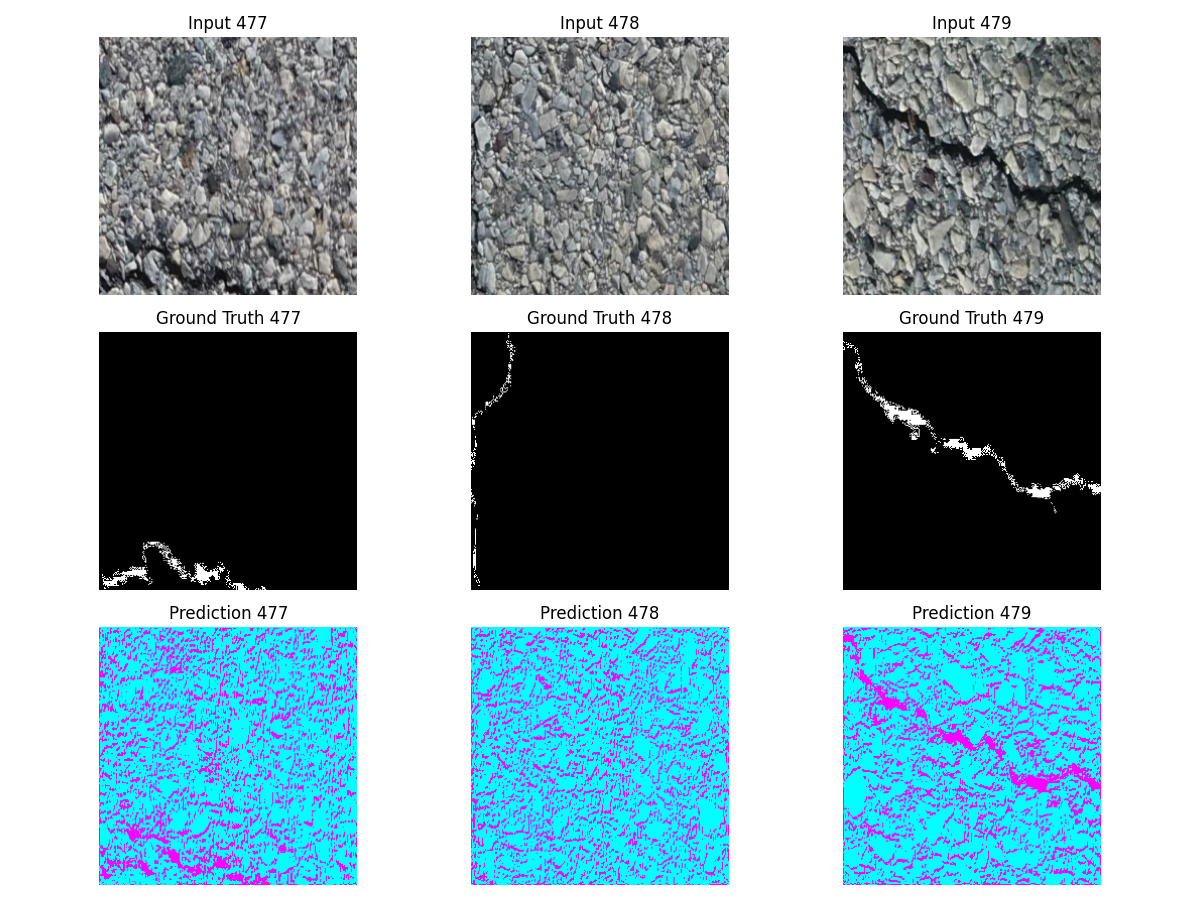 Input 477
Input 478
Input 479
Ground Truth 477
Ground Truth 478
Ground Truth 479
Prediction 477
Prediction 478
Prediction 479